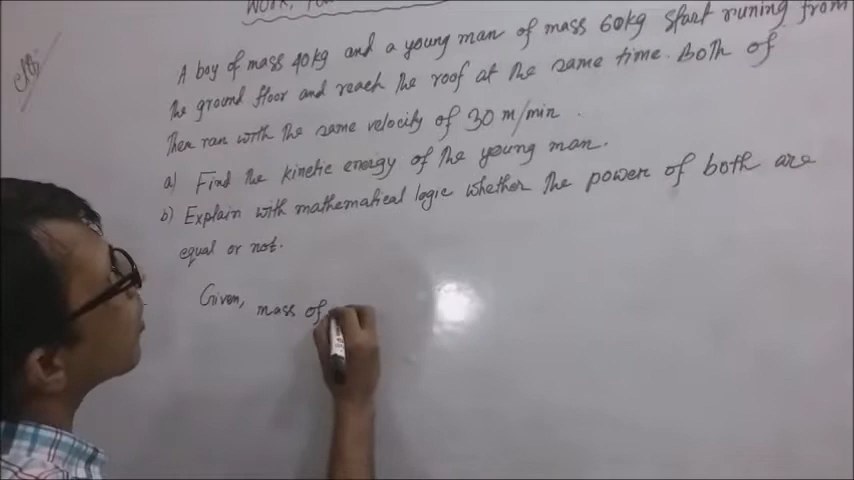 WORK,
A boy of mass 40kg and a young man of mass 60kg start runing from
the ground floor and reach the roof at the same time. Both of
Then ran with the same velocity of 30 m/min.
a) Find the kinetic energy of the young man.
b) Explain with mathematical logic whether the power of both are
equal or not.
Given, mass of